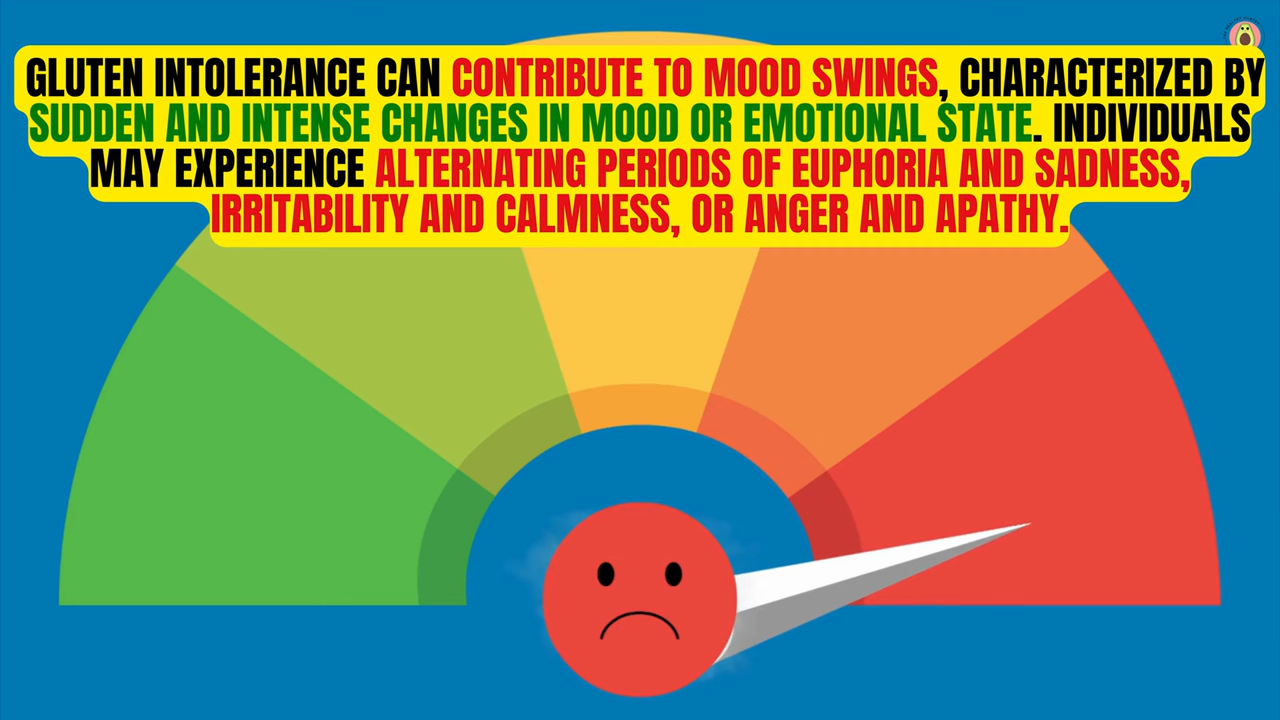 GLUTEN INTOLERANCE CAN CONTRIBUTE TO MOOD SWINGS, CHARACTERIZED BY
SUDDEN AND INTENSE CHANGES IN MOOD OR EMOTIONAL STATE. INDIVIDUALS
MAY EXPERIENCE ALTERNATING PERIODS OF EUPHORIA AND SADNESS,
IRRITABILITY AND CALMNESS, OR ANGER AND APATHY.